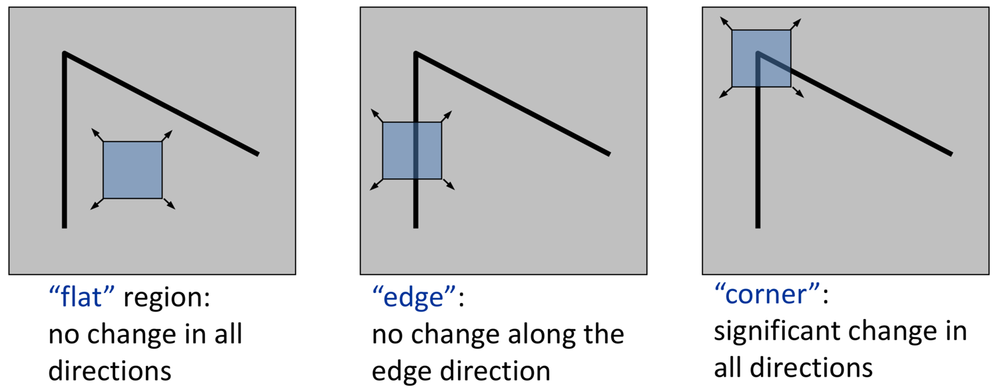 “flat” region:
no change in all
directions
“edge”:
no change along the
edge direction
“corner”:
significant change in
all directions